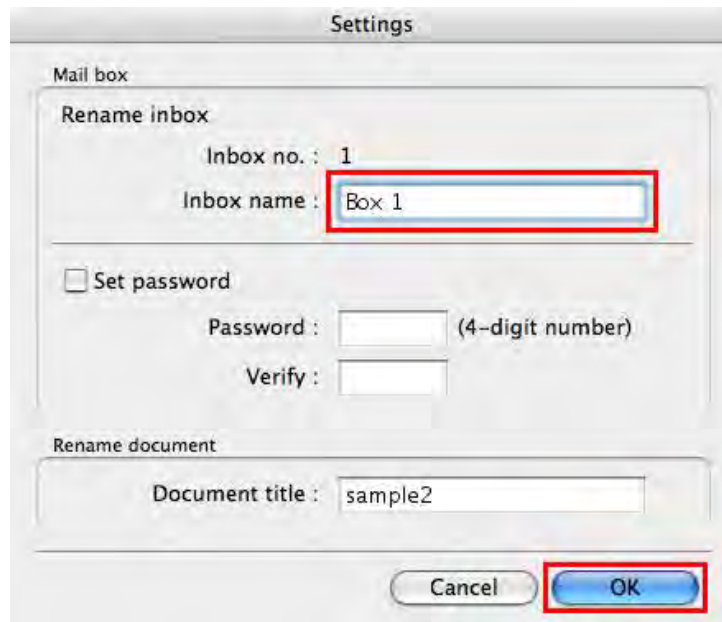 Settings
Mail box
Rename inbox
Inbox no. : 1
Inbox name : Box 1
Set password
Password : (4-digit number)
Verify :
Rename document
Document title : sample2
Cancel OK